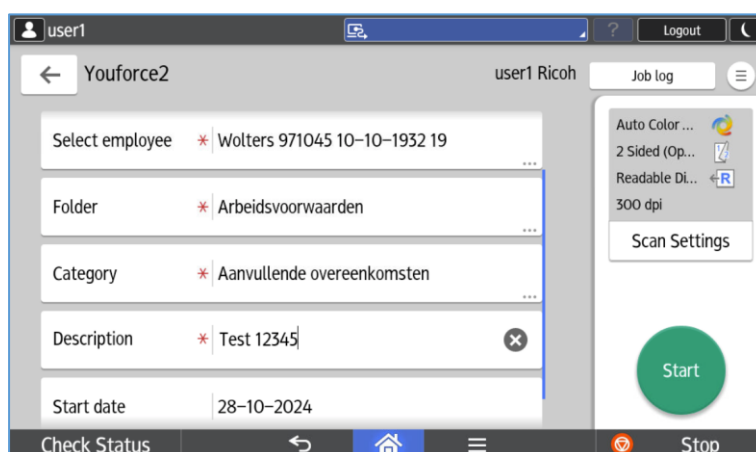 user1
?
Logout
Youforce2
user1 Ricoh
Job log
Select employee * Wolters 971045 10-10-1932 19
...
Folder * Arbeidsvoorwaarden
...
Category * Aanvullende overeenkomsten
...
Description * Test 12345
Start date 28-10-2024
Auto Color ...
2 Sided (Op...
Readable Di... R
300 dpi
Scan Settings
Start
Check Status
Stop